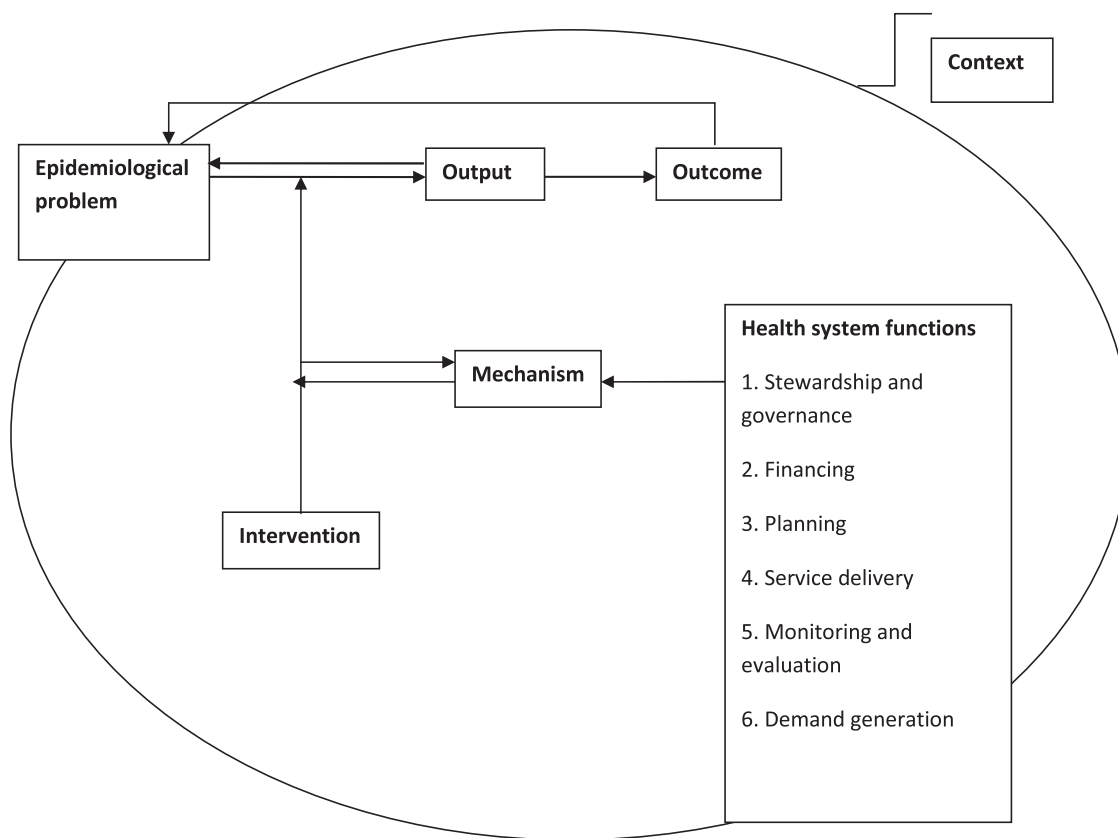 Context
Epidemiological
problem
Output
Outcome
Health system functions
1. Stewardship and
governance
2. Financing
3. Planning
4. Service delivery
5. Monitoring and
evaluation
6. Demand generation
Mechanism
Intervention